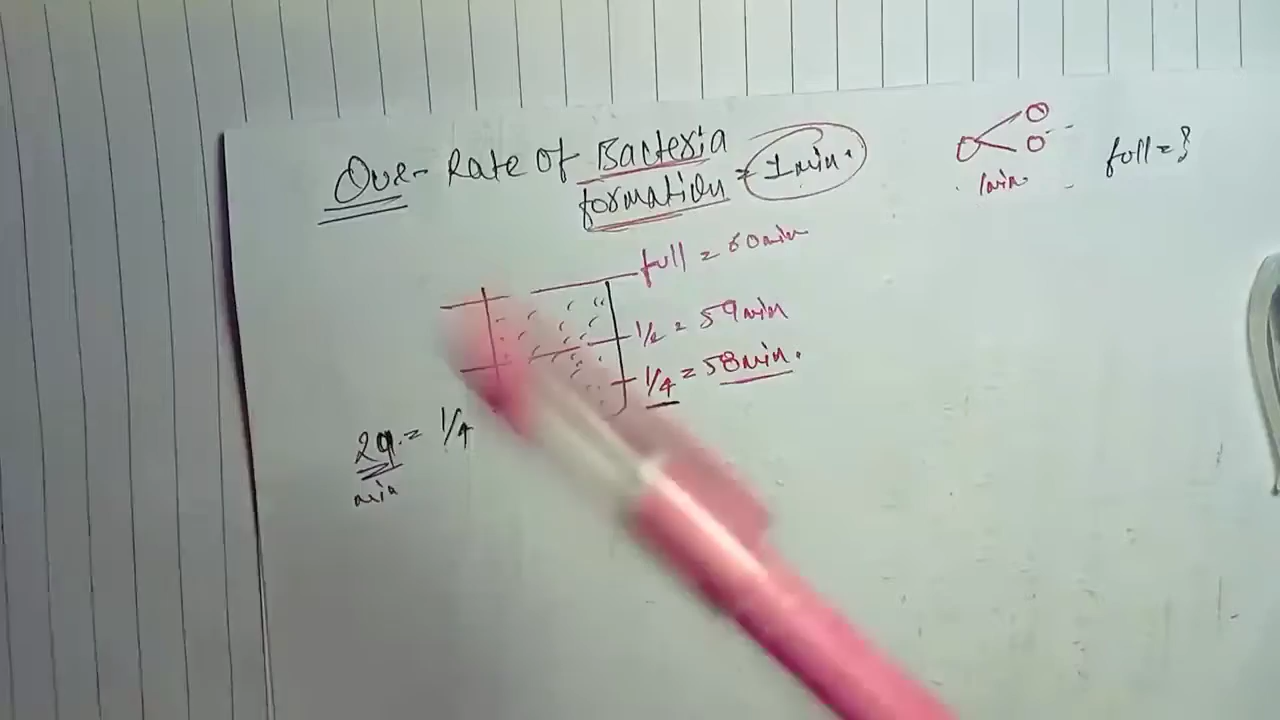 Que- Rate of Bacteria
formation = 1min.
1min.
full = ?
full = 60min
1/2 = 59min
1/4 = 58min.
29 = 1/4
min